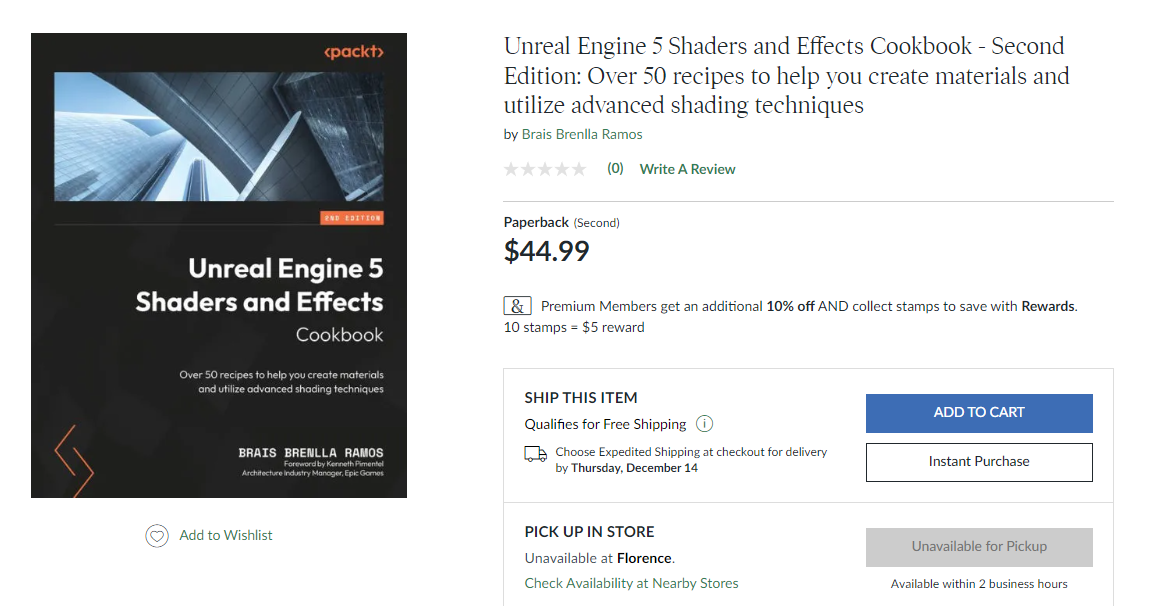 <packt>
2ND EDITION
Unreal Engine 5
Shaders and Effects
Cookbook
Over 50 recipes to help you create materials
and utilize advanced shading techniques
BRAIS BRENLLA RAMOS
Foreword by Kenneth Pimentel
Architecture Industry Manager, Epic Games
Add to Wishlist
Unreal Engine 5 Shaders and Effects Cookbook - Second
Edition: Over 50 recipes to help you create materials and
utilize advanced shading techniques
by Brais Brenlla Ramos
(0) Write A Review
Paperback (Second)
$44.99
& Premium Members get an additional 10% off AND collect stamps to save with Rewards.
10 stamps = $5 reward
SHIP THIS ITEM
Qualifies for Free Shipping i
Choose Expedited Shipping at checkout for delivery
by Thursday, December 14
ADD TO CART
Instant Purchase
PICK UP IN STORE
Unavailable at Florence.
Check Availability at Nearby Stores
Unavailable for Pickup
Available within 2 business hours